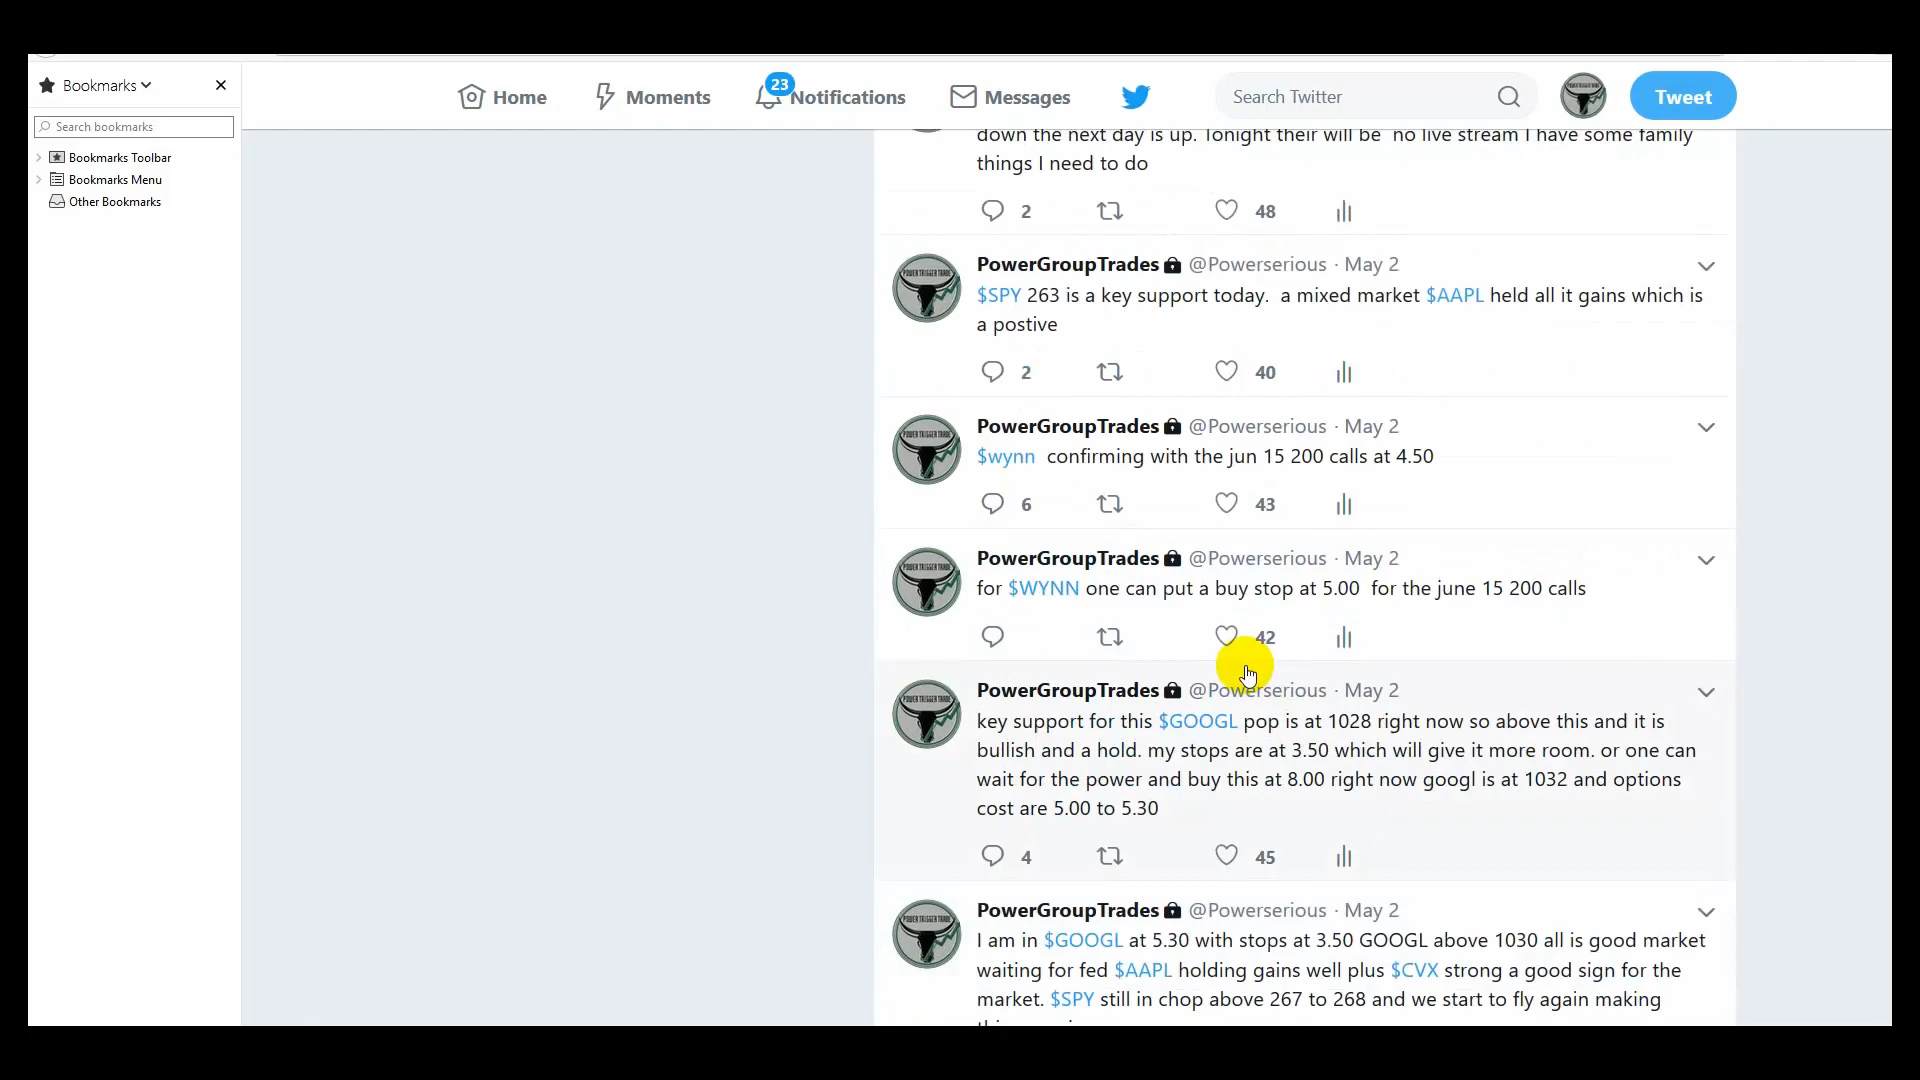 Bookmarks
Search bookmarks
Bookmarks Toolbar
Bookmarks Menu
Other Bookmarks
Home
Moments
23
Notifications
Messages
Search Twitter
Tweet
down the next day is up. Tonight their will be no live stream I have some family
things I need to do
2 48
PowerGroupTrades @Powerserious · May 2
$SPY 263 is a key support today. a mixed market $AAPL held all it gains which is
a postive
2 40
PowerGroupTrades @Powerserious · May 2
$wynn confirming with the jun 15 200 calls at 4.50
6 43
PowerGroupTrades @Powerserious · May 2
for $WYNN one can put a buy stop at 5.00 for the june 15 200 calls
42
PowerGroupTrades @Powerserious · May 2
key support for this $GOOGL pop is at 1028 right now so above this and it is
bullish and a hold. my stops are at 3.50 which will give it more room. or one can
wait for the power and buy this at 8.00 right now googl is at 1032 and options
cost are 5.00 to 5.30
4 45
PowerGroupTrades @Powerserious · May 2
I am in $GOOGL at 5.30 with stops at 3.50 GOOGL above 1030 all is good market
waiting for fed $AAPL holding gains well plus $CVX strong a good sign for the
market. $SPY still in chop above 267 to 268 and we start to fly again making
POWER TRIGGER TRADE